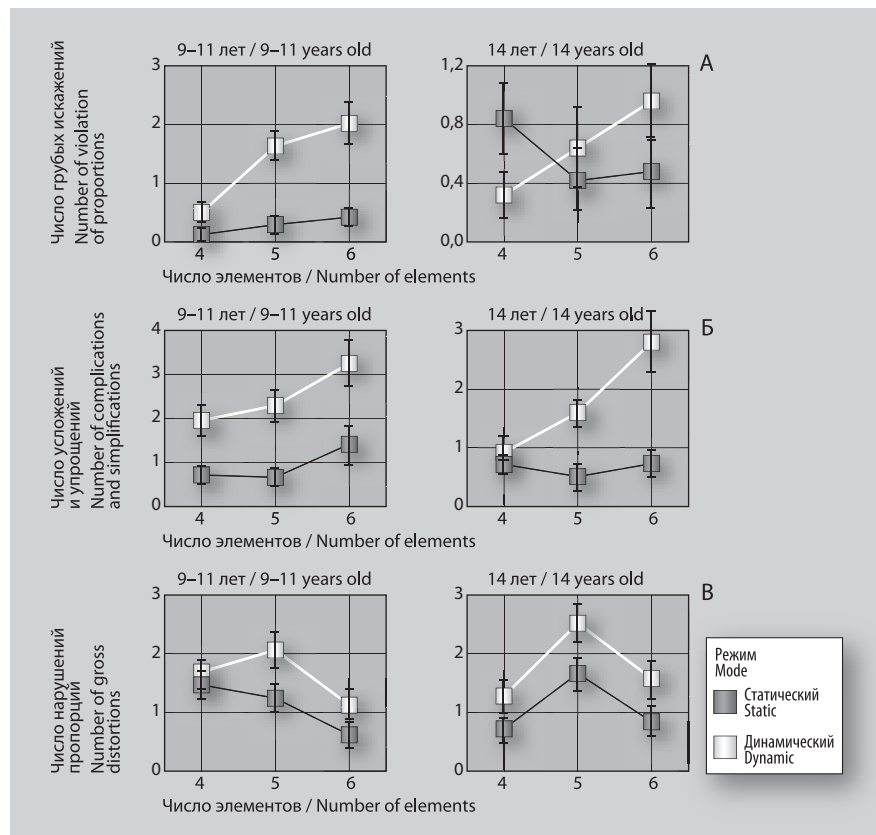 Число грубых искажений
Number of violation
of proportions
9–11 лет / 9–11 years old
3
2
1
0
4 5 6
14 лет / 14 years old
1,2
0,8
0,4
0,0
4 5 6
А
Число элементов / Number of elements
Число усложений
и упрощений
Number of complications
and simplifications
9–11 лет / 9–11 years old
4
3
2
1
0
4 5 6
14 лет / 14 years old
3
2
1
0
4 5 6
Б
Число элементов / Number of elements
Число нарушений
пропорций
Number of gross
distortions
9–11 лет / 9–11 years old
3
2
1
0
4 5 6
14 лет / 14 years old
3
2
1
0
4 5 6
В
Число элементов / Number of elements
Режим
Mode
Статический
Static
Динамический
Dynamic